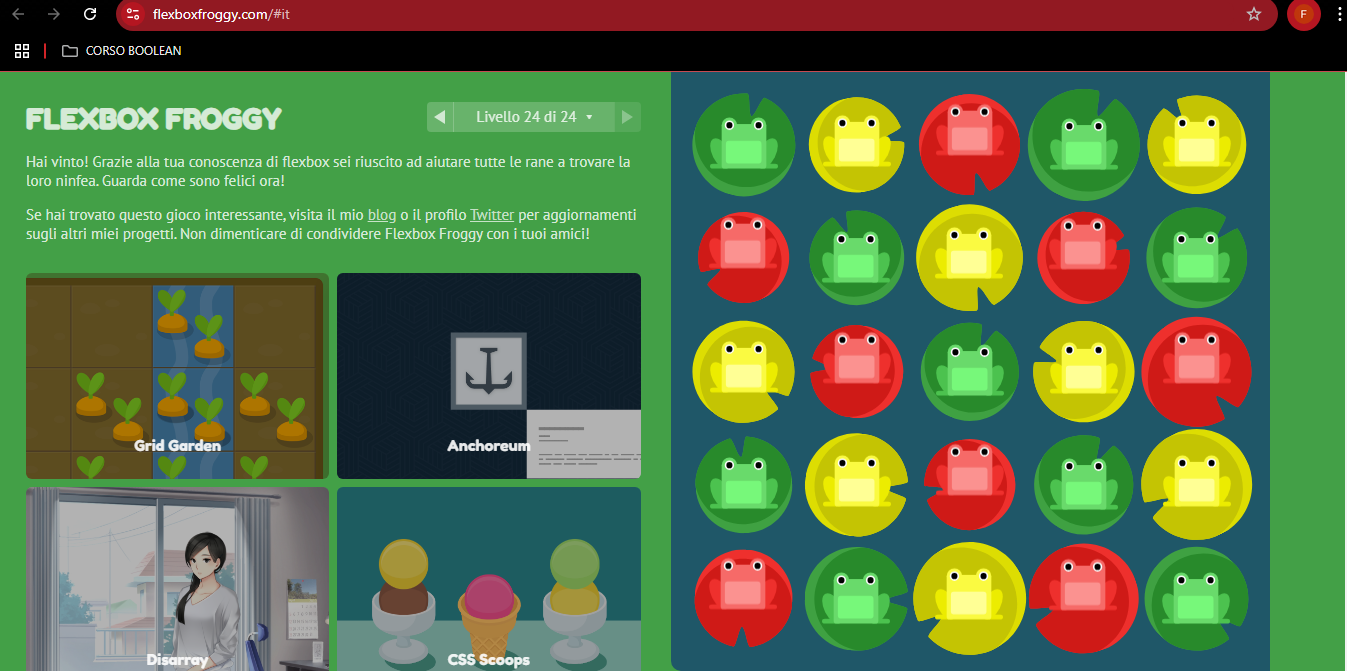 flexboxfroggy.com/#it
F
CORSO BOOLEAN
FLEXBOX FROGGY
Livello 24 di 24
Hai vinto! Grazie alla tua conoscenza di flexbox sei riuscito ad aiutare tutte le rane a trovare la
loro ninfea. Guarda come sono felici ora!
Se hai trovato questo gioco interessante, visita il mio blog o il profilo Twitter per aggiornamenti
sugli altri miei progetti. Non dimenticare di condividere Flexbox Froggy con i tuoi amici!
Grid Garden
Anchoreum
Disarray
CSS Scoops